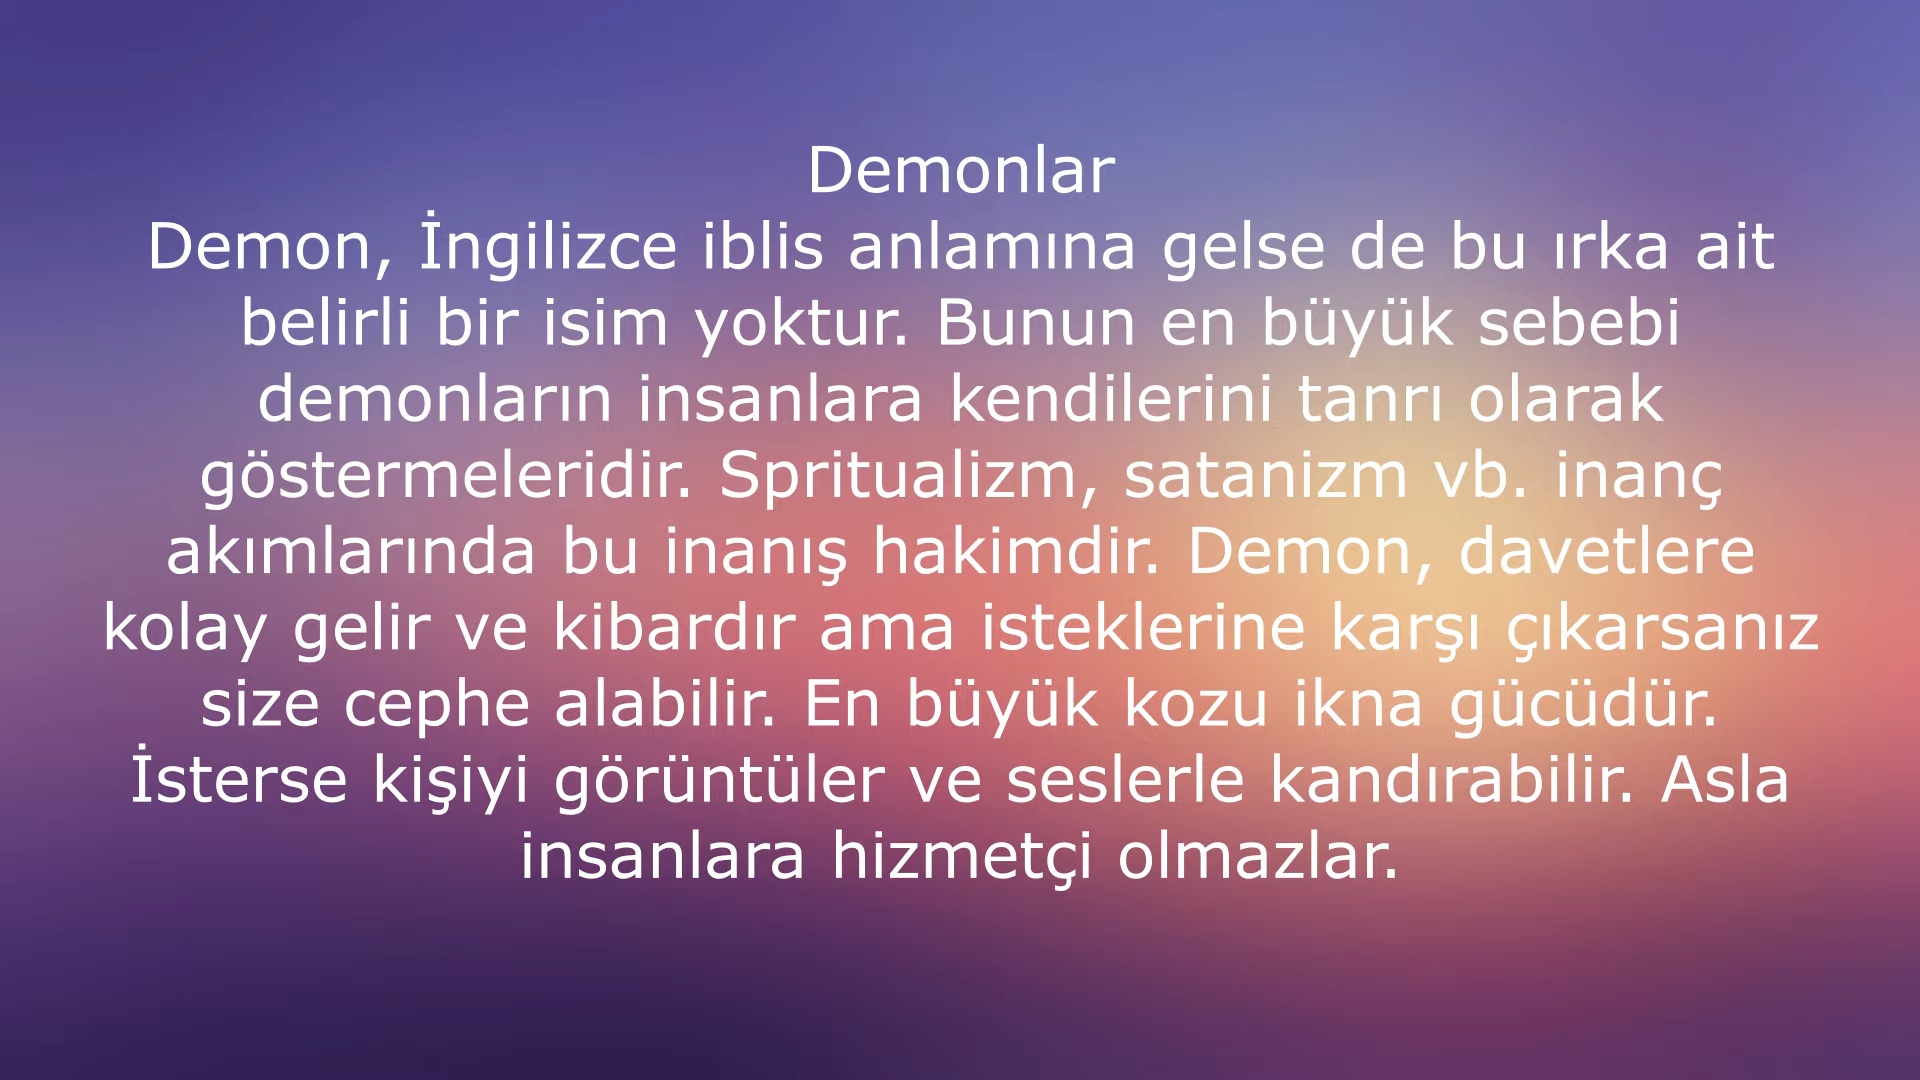 Demonlar
Demon, İngilizce iblis anlamına gelse de bu ırka ait
belirli bir isim yoktur. Bunun en büyük sebebi
demonların insanlara kendilerini tanrı olarak
göstermeleridir. Spritualizm, satanizm vb. inanç
akımlarında bu inanış hakimdir. Demon, davetlere
kolay gelir ve kibardır ama isteklerine karşı çıkarsanız
size cephe alabilir. En büyük kozu ikna gücüdür.
İsterse kişiyi görüntüler ve seslerle kandırabilir. Asla
insanlara hizmetçi olmazlar.